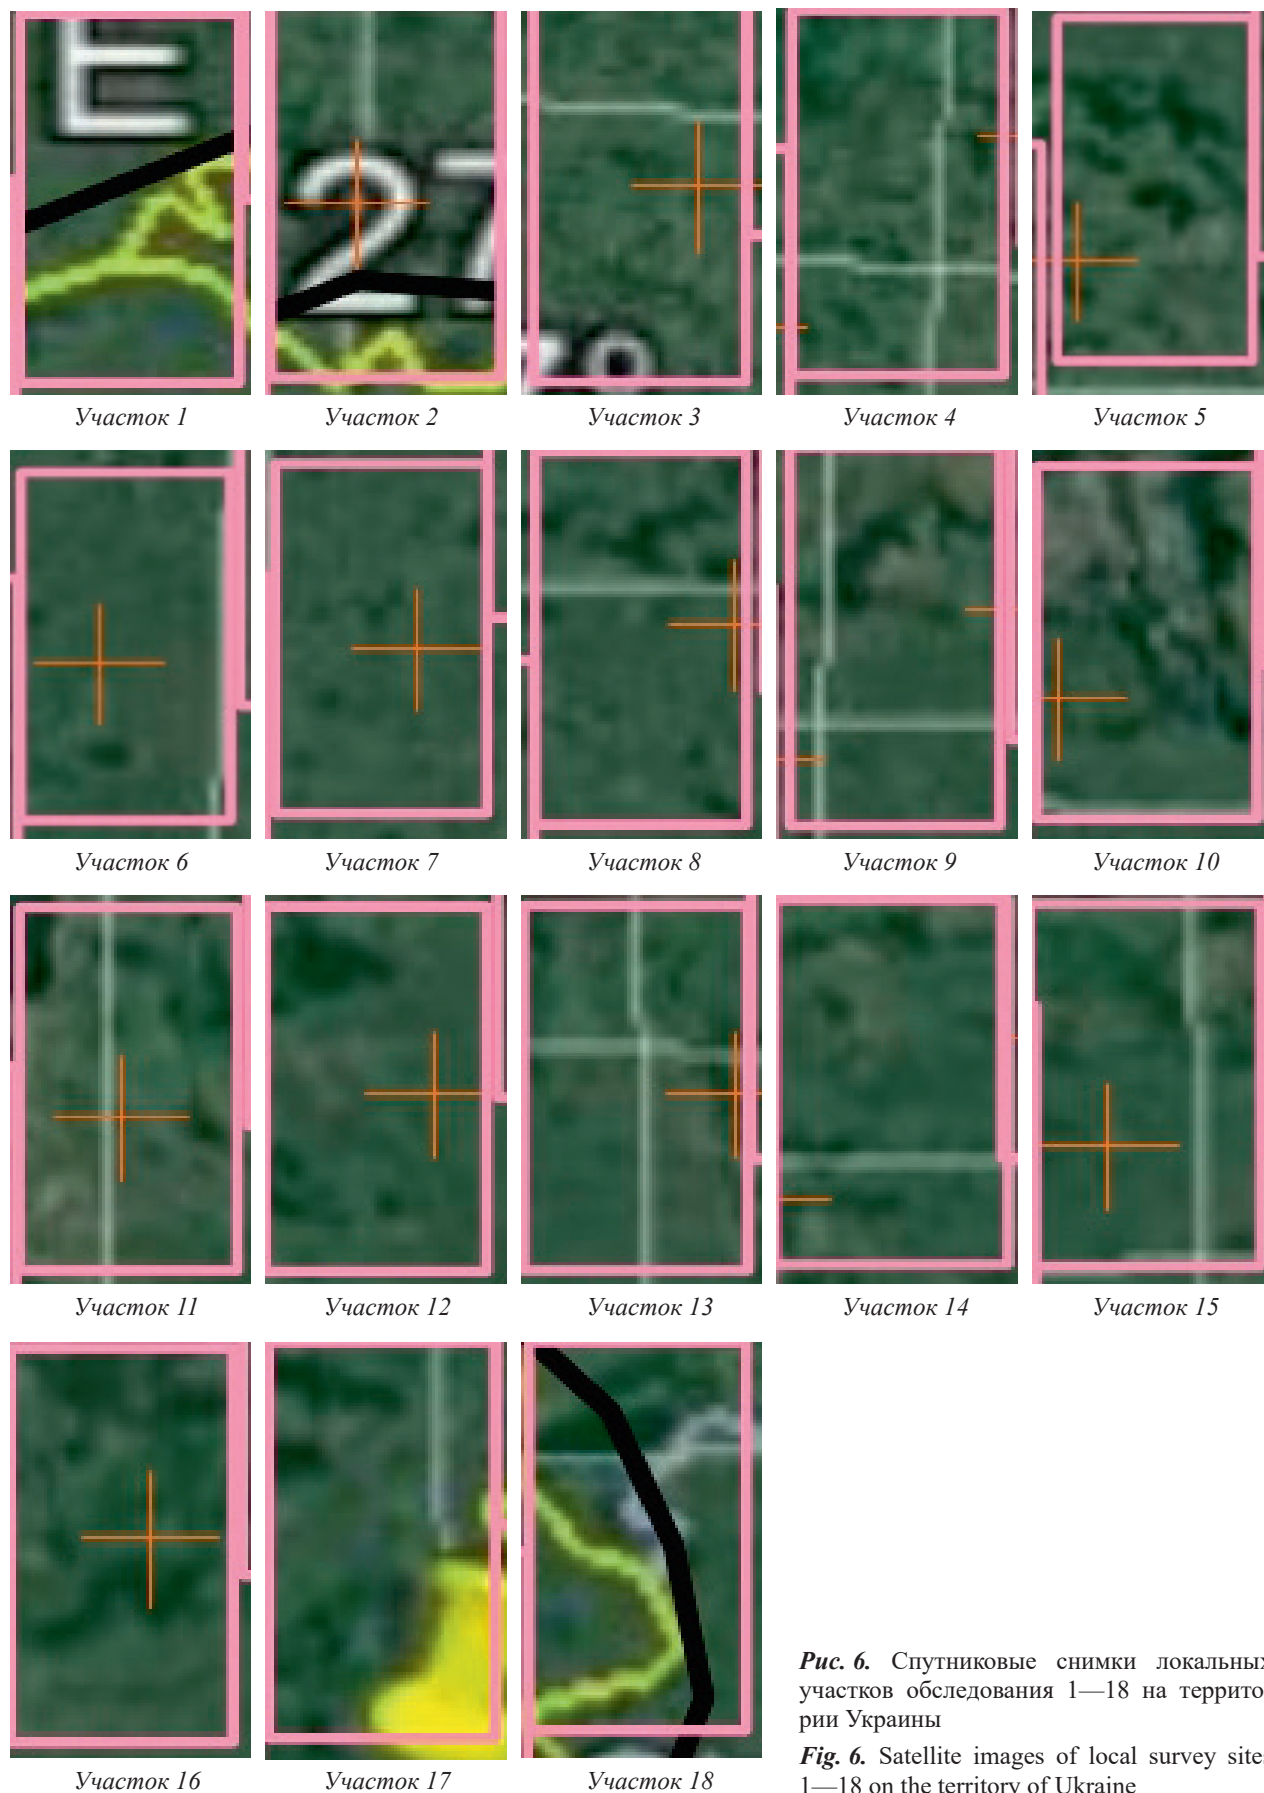 E
27
7°
Участок 1 Участок 2 Участок 3 Участок 4 Участок 5
Участок 6 Участок 7 Участок 8 Участок 9 Участок 10
Участок 11 Участок 12 Участок 13 Участок 14 Участок 15
Участок 16 Участок 17 Участок 18
Рис. 6. Спутниковые снимки локальных
участков обследования 1—18 на террито
рии Украины
Fig. 6. Satellite images of local survey site
1—18 on the territory of Ukraine